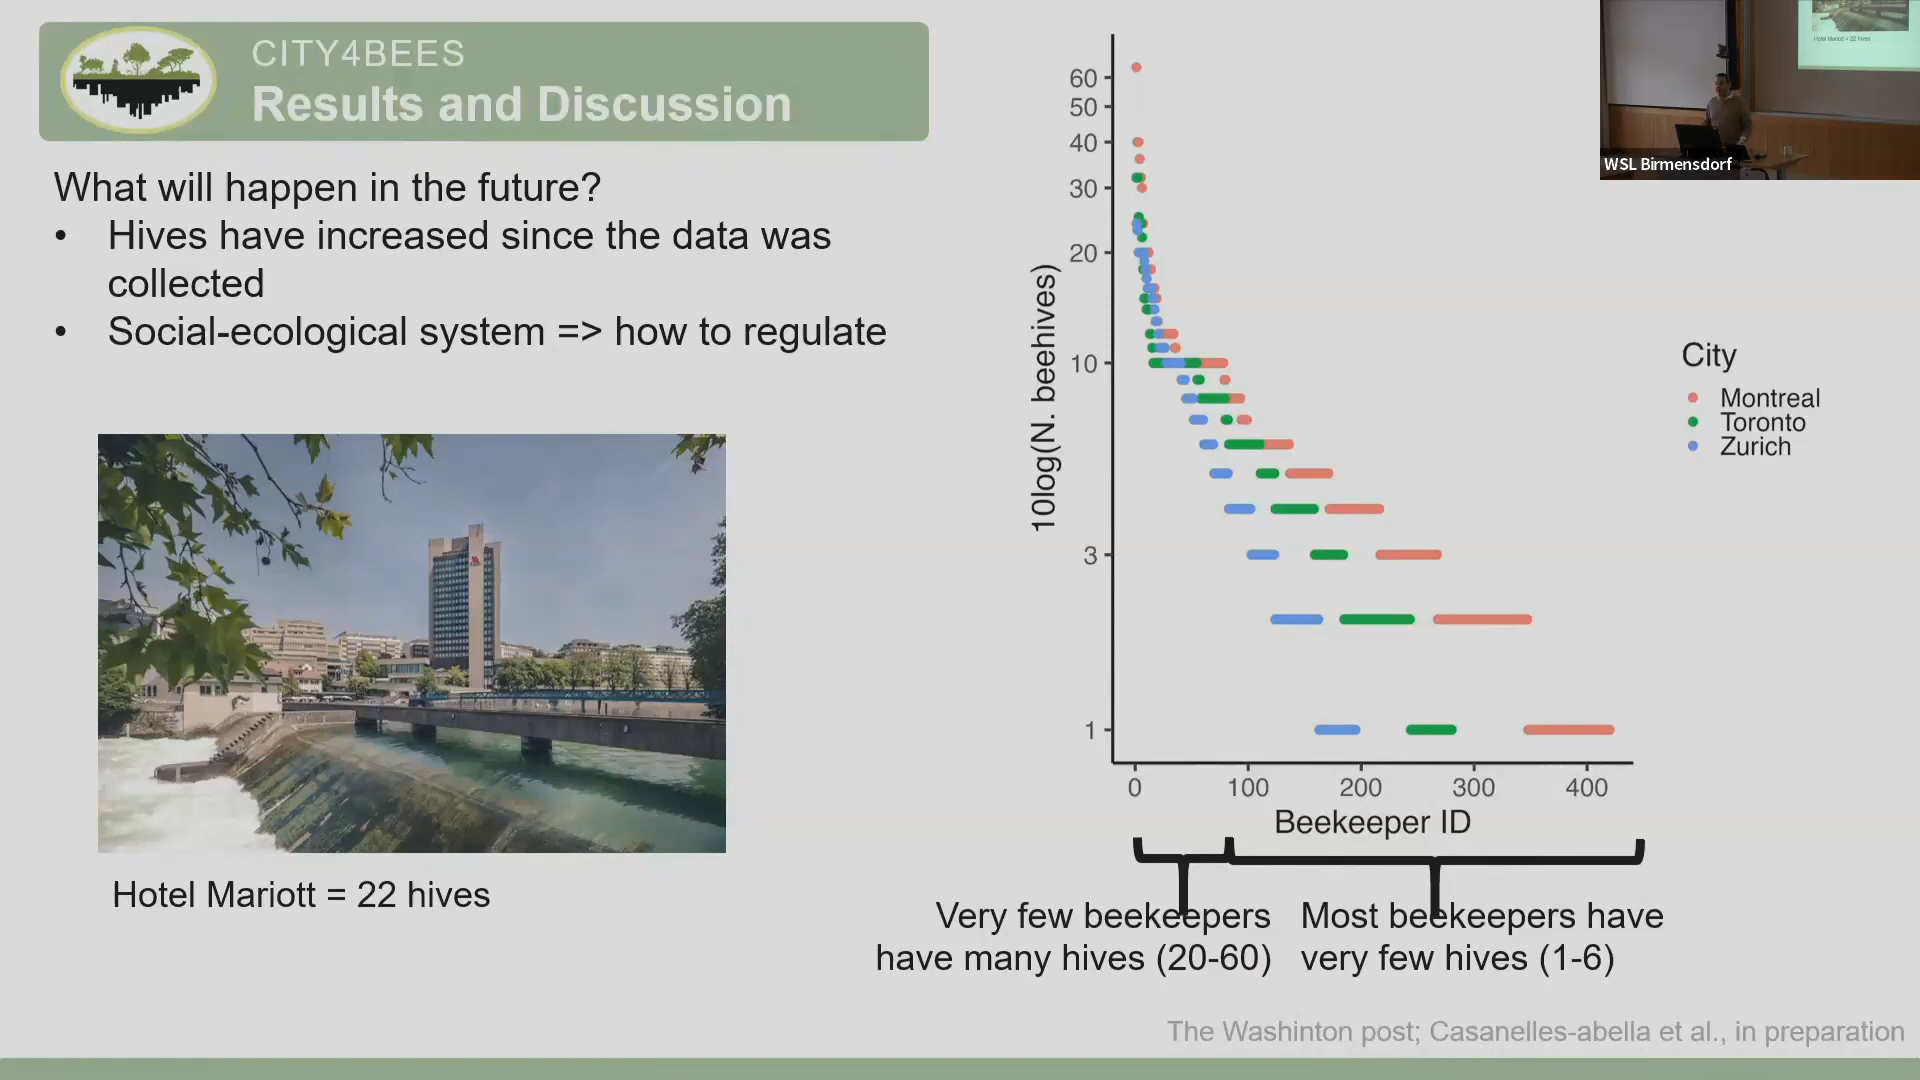 CITY4BEES
Results and Discussion
What will happen in the future?
• Hives have increased since the data was
collected
• Social-ecological system => how to regulate
Hotel Mariott = 22 hives
10log(N. beehives)
60
50
40
30
20
10
3
1
0 100 200 300 400
Beekeeper ID
City
Montreal
Toronto
Zurich
Very few beekeepers
have many hives (20-60)
Most beekeepers have
very few hives (1-6)
The Washinton post; Casanelles-abella et al., in preparation
Hotel Mariott = 22 hives
WSL Birmensdorf